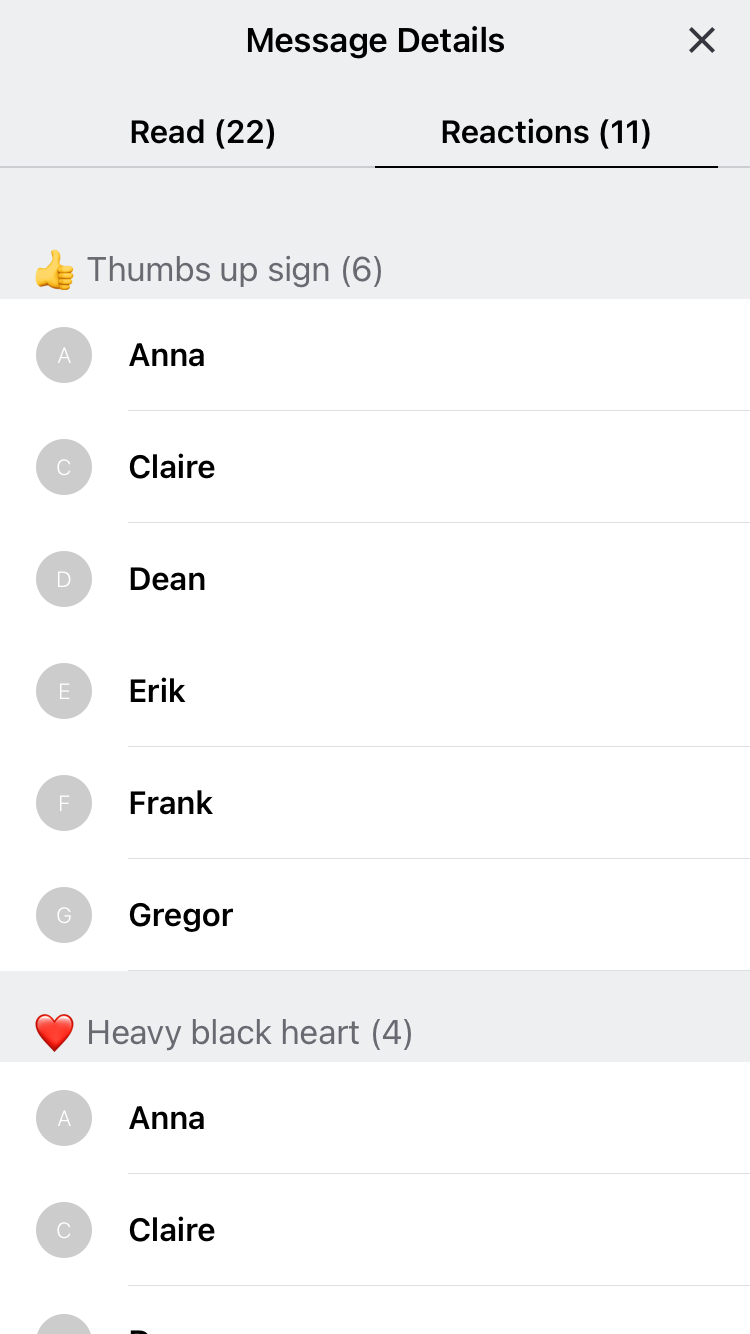 Message Details
Read (22) Reactions (11)
👍 Thumbs up sign (6)
A Anna
C Claire
D Dean
E Erik
F Frank
G Gregor
❤️ Heavy black heart (4)
A Anna
C Claire